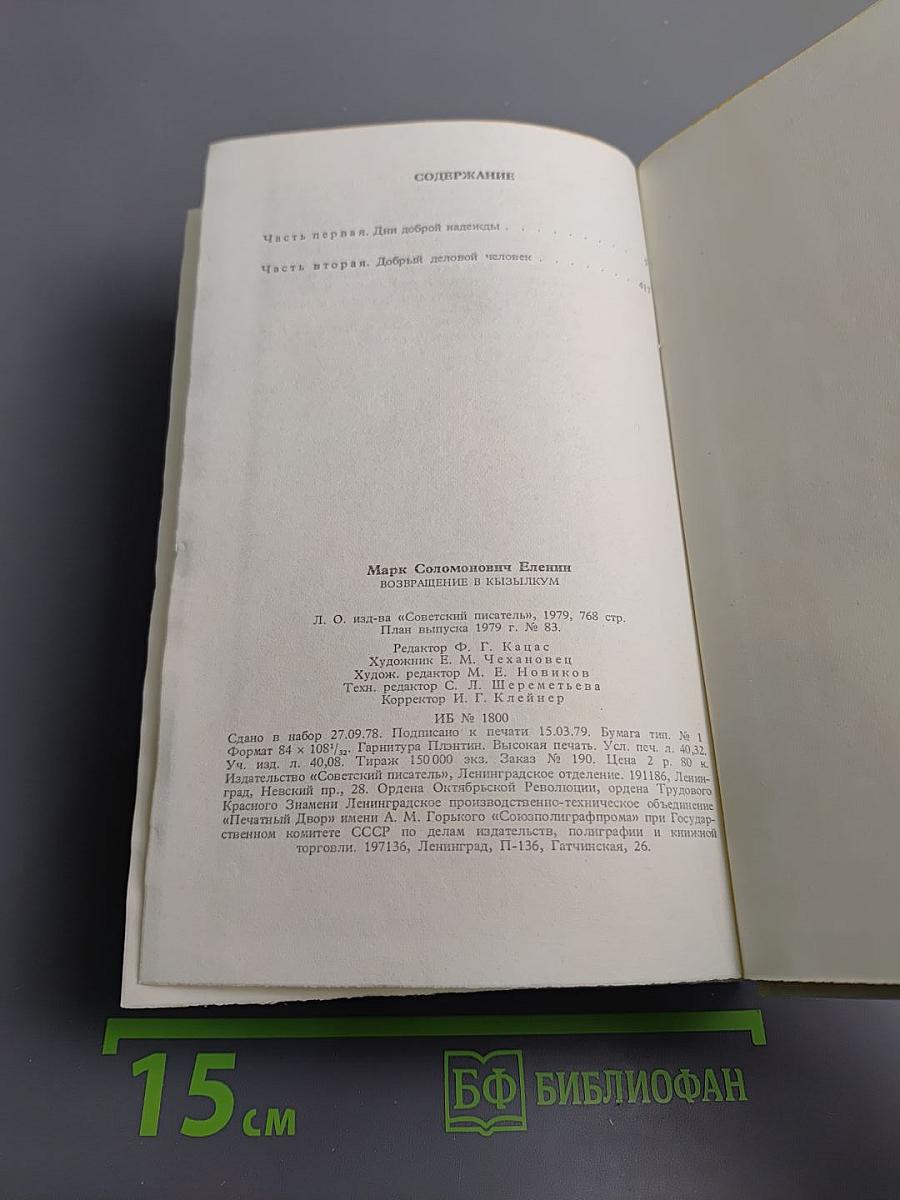 СОДЕРЖАНИЕ
Часть первая. Дни доброй надежды . . . . . . .
Часть вторая. Добрый деловой человек . . . . . . 417
Марк Соломонович Еленин
ВОЗВРАЩЕНИЕ В КЫЗЫЛКУМ
Л. О. изд-ва «Советский писатель», 1979, 768 стр.
План выпуска 1979 г. № 83.
Редактор Ф. Г. Кацас
Художник Е. М. Чехановец
Худож. редактор М. Е. Новиков
Техн. редактор С. Л. Шереметьева
Корректор И. Г. Клейнер
ИБ № 1800
Сдано в набор 27.09.78. Подписано к печати 15.03.79. Бумага тип. № 1
Формат 84 × 108¹/₃₂. Гарнитура Плэнтин. Высокая печать. Усл. печ. л. 40,32.
Уч. изд. л. 40,08. Тираж 150 000 экз. Заказ № 190. Цена 2 р. 80 к.
Издательство «Советский писатель», Ленинградское отделение. 191186, Ленин-
град, Невский пр., 28. Ордена Октябрьской Революции, ордена Трудового
Красного Знамени Ленинградское производственно-техническое объединение
«Печатный Двор» имени А. М. Горького «Союзполиграфпрома» при Государ-
ственном комитете СССР по делам издательств, полиграфии и книжной
торговли. 197136, Ленинград, П-136, Гатчинская, 26.
15 см
БФ БИБЛИОФАН